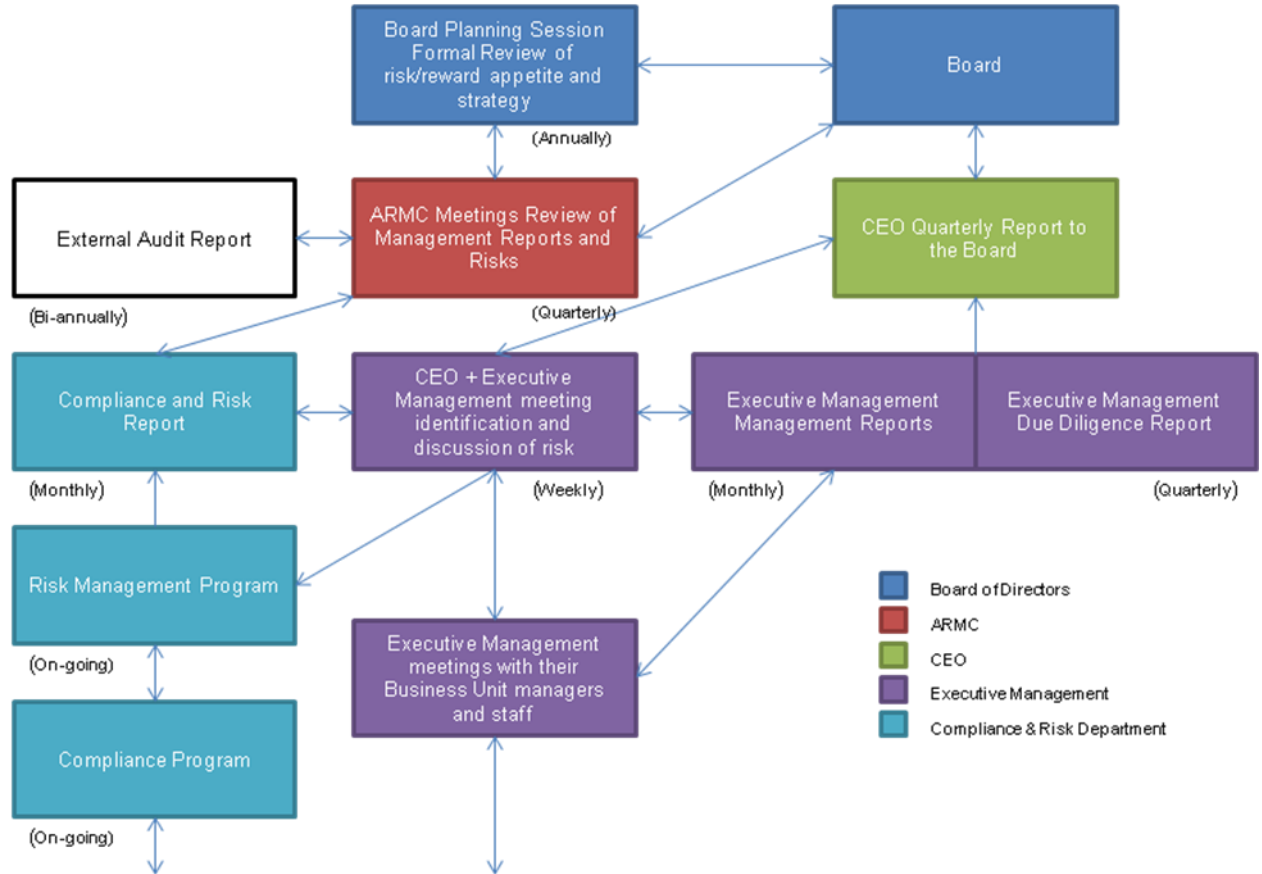 Board Planning Session
Formal Review of
risk/reward appetite and
strategy
Board
(Annually)
External Audit Report
ARMC Meetings Review of
Management Reports and
Risks
CEO Quarterly Report to
the Board
(Bi-annually)
(Quarterly)
Compliance and Risk
Report
CEO + Executive
Management meeting
identification and
discussion of risk
Executive Management
Management Reports
Executive Management
Due Diligence Report
(Monthly)
(Weekly)
(Monthly)
(Quarterly)
Risk Management Program
(On-going)
Executive Management
meetings with their
Business Unit managers
and staff
Compliance Program
(On-going)
Board of Directors
ARMC
CEO
Executive Management
Compliance & Risk Department